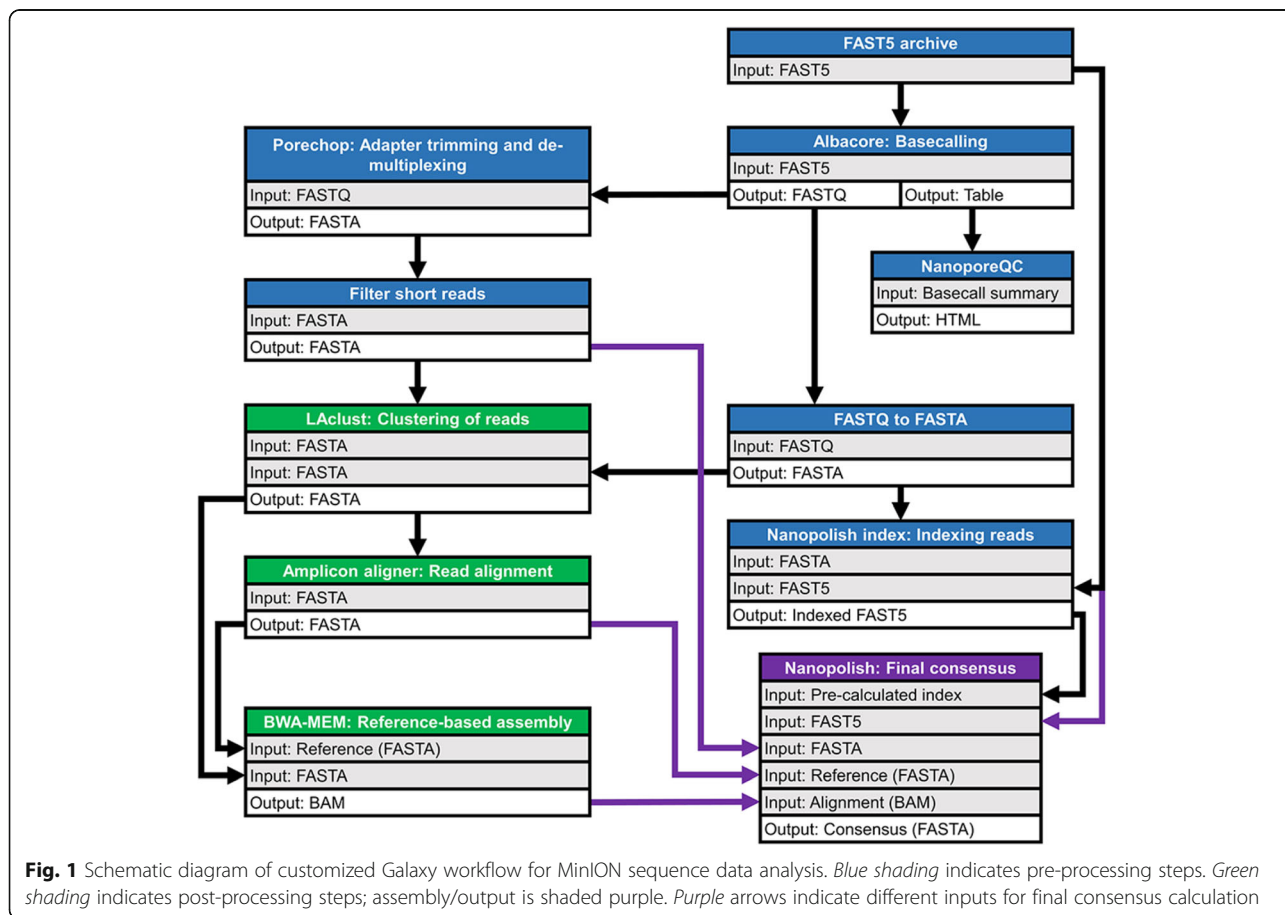 FAST5 archive
Input: FAST5
Albacore: Basecalling
Input: FAST5
Output: FASTQ
Output: Table
Porechop: Adapter trimming and de-
multiplexing
Input: FASTQ
Output: FASTA
NanoporeQC
Input: Basecall summary
Output: HTML
Filter short reads
Input: FASTA
Output: FASTA
LAclust: Clustering of reads
Input: FASTA
Input: FASTA
Output: FASTA
FASTQ to FASTA
Input: FASTQ
Output: FASTA
Nanopolish index: Indexing reads
Input: FASTA
Input: FAST5
Output: Indexed FAST5
Amplicon aligner: Read alignment
Input: FASTA
Output: FASTA
BWA-MEM: Reference-based assembly
Input: Reference (FASTA)
Input: FASTA
Output: BAM
Nanopolish: Final consensus
Input: Pre-calculated index
Input: FAST5
Input: FASTA
Input: Reference (FASTA)
Input: Alignment (BAM)
Output: Consensus (FASTA)
Fig. 1 Schematic diagram of customized Galaxy workflow for MinION sequence data analysis. Blue shading indicates pre-processing steps. Green
shading indicates post-processing steps; assembly/output is shaded purple. Purple arrows indicate different inputs for final consensus calculation